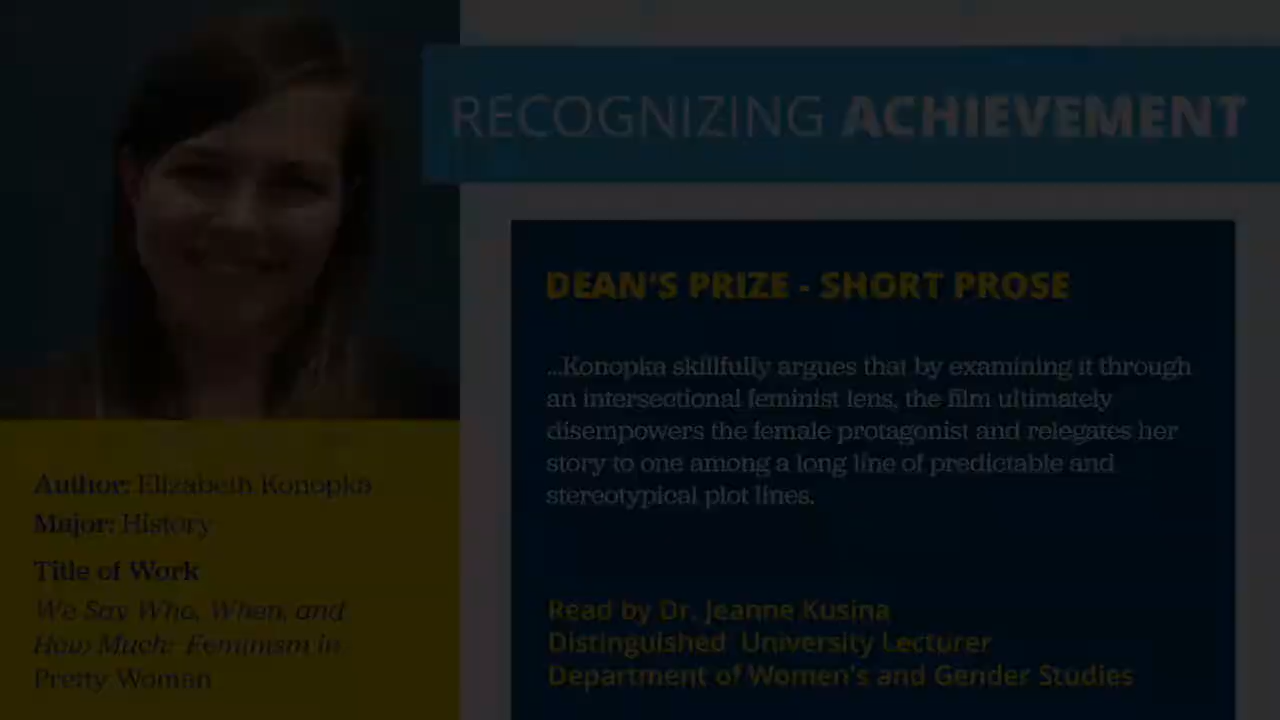 RECOGNIZING ACHIEVEMENT
DEAN'S PRIZE - SHORT PROSE
...Konopka skillfully argues that by examining it through
an intersectional feminist lens, the film ultimately
disempowers the female protagonist and relegates her
story to one among a long line of predictable and
stereotypical plot lines.
Read by Dr. Jeanne Kusina
Distinguished University Lecturer
Department of Women's and Gender Studies
Author: Elizabeth Konopka
Major: History
Title of Work
We Say Who, When, and
How Much: Feminism in
Pretty Woman